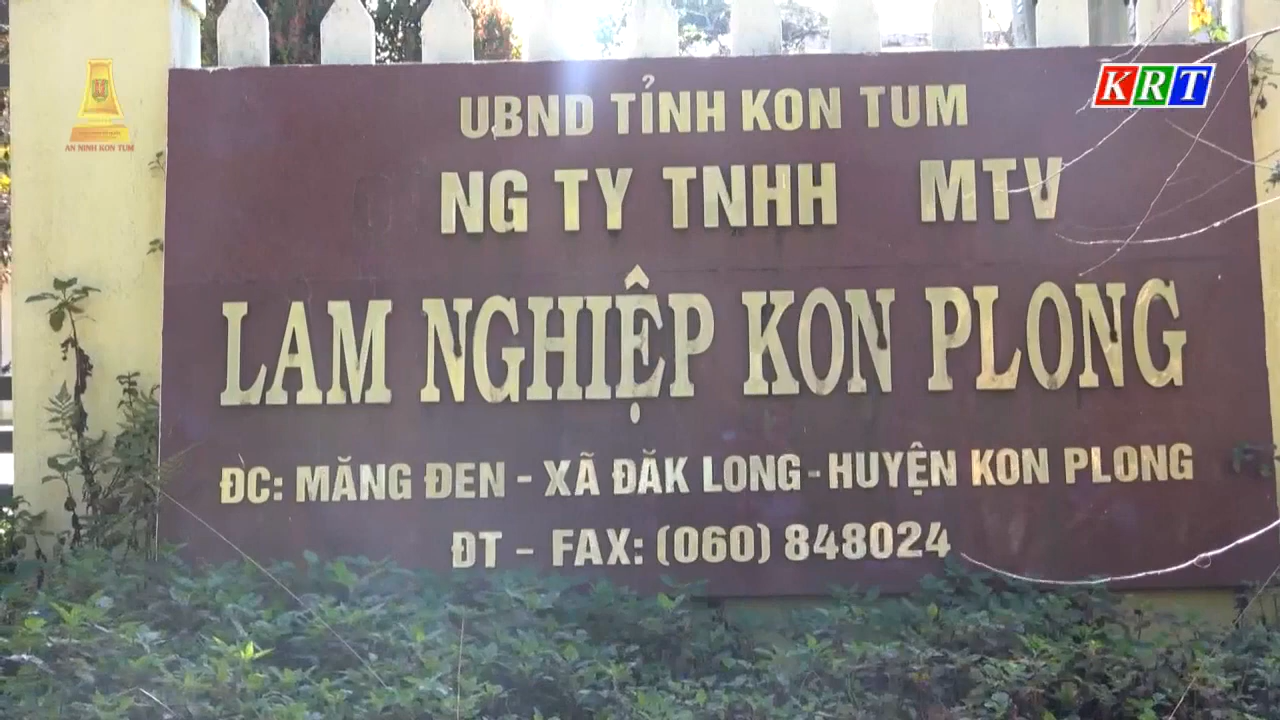 KRT
AN NINH KON TUM
UBND TỈNH KON TUM
NG TY TNHH MTV
LAM NGHIỆP KON PLONG
ĐC: MĂNG ĐEN - XÃ ĐĂK LONG - HUYỆN KON PLONG
ĐT - FAX: (060) 848024